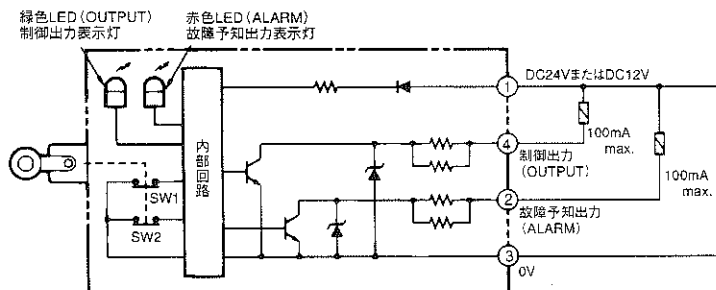 緑色LED(OUTPUT)
制御出力表示灯
赤色LED(ALARM)
故障予知出力表示灯
内部回路
SW1
SW2
①
DC24VまたはDC12V
④
制御出力
(OUTPUT)
100mA
max.
②
故障予知出力
(ALARM)
100mA
max.
③
0V